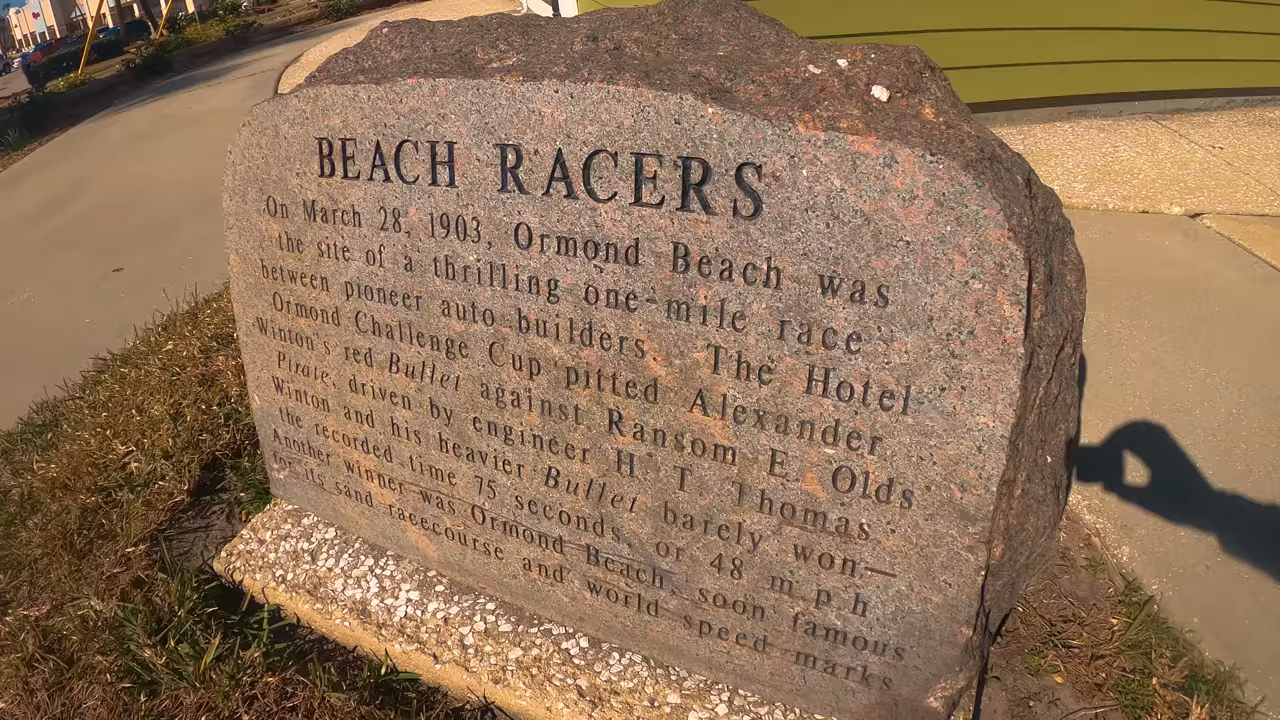 BEACH RACERS
On March 28, 1903, Ormond Beach was
the site of a thrilling one-mile race
between pioneer auto builders. The Hotel
Ormond Challenge Cup pitted Alexander
Winton's red Bullet against Ransom E. Olds
Pirate, driven by engineer H. T. Thomas.
Winton and his heavier Bullet barely won—
the recorded time 75 seconds, or 48 m.p.h.
Another winner was Ormond Beach, soon famous
for its sand racecourse and world speed marks.